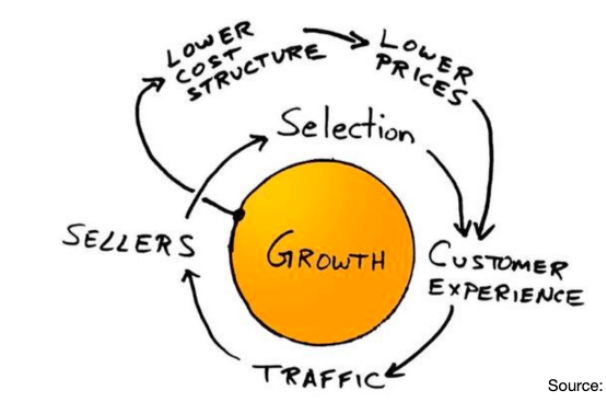 LOWER
COST
STRUCTURE
LOWER
PRICES
Selection
SELLERS
GROWTH
CUSTOMER
EXPERIENCE
TRAFFIC
Source: